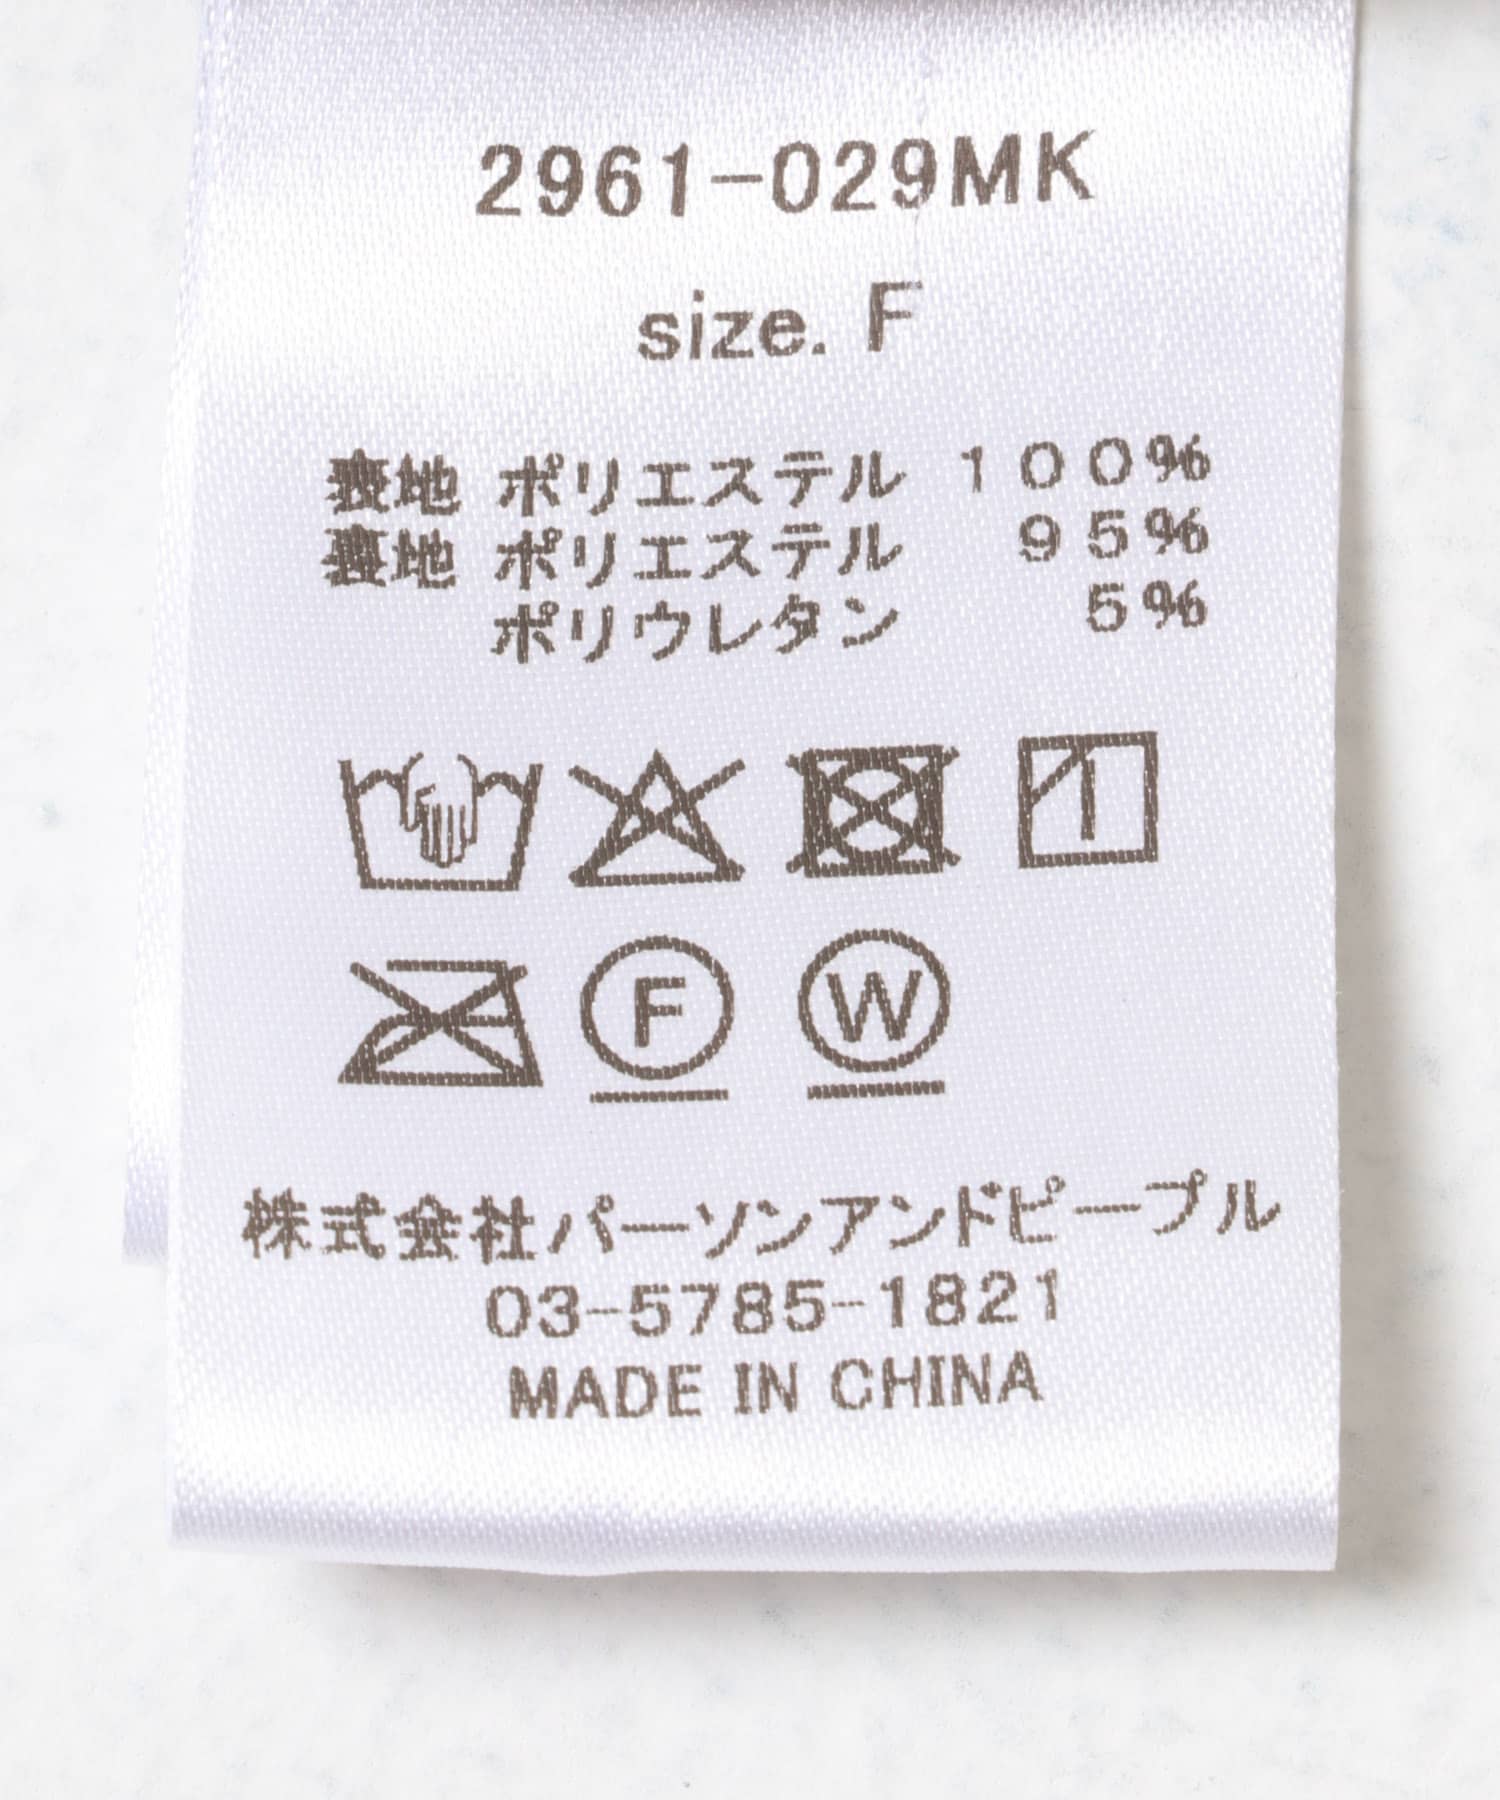 2961-029MK
size. F
表地 ポリエステル 100%
裏地 ポリエステル 95%
ポリウレタン 5%
F W
株式会社パーソンアンドピープル
03-5785-1821
MADE IN CHINA